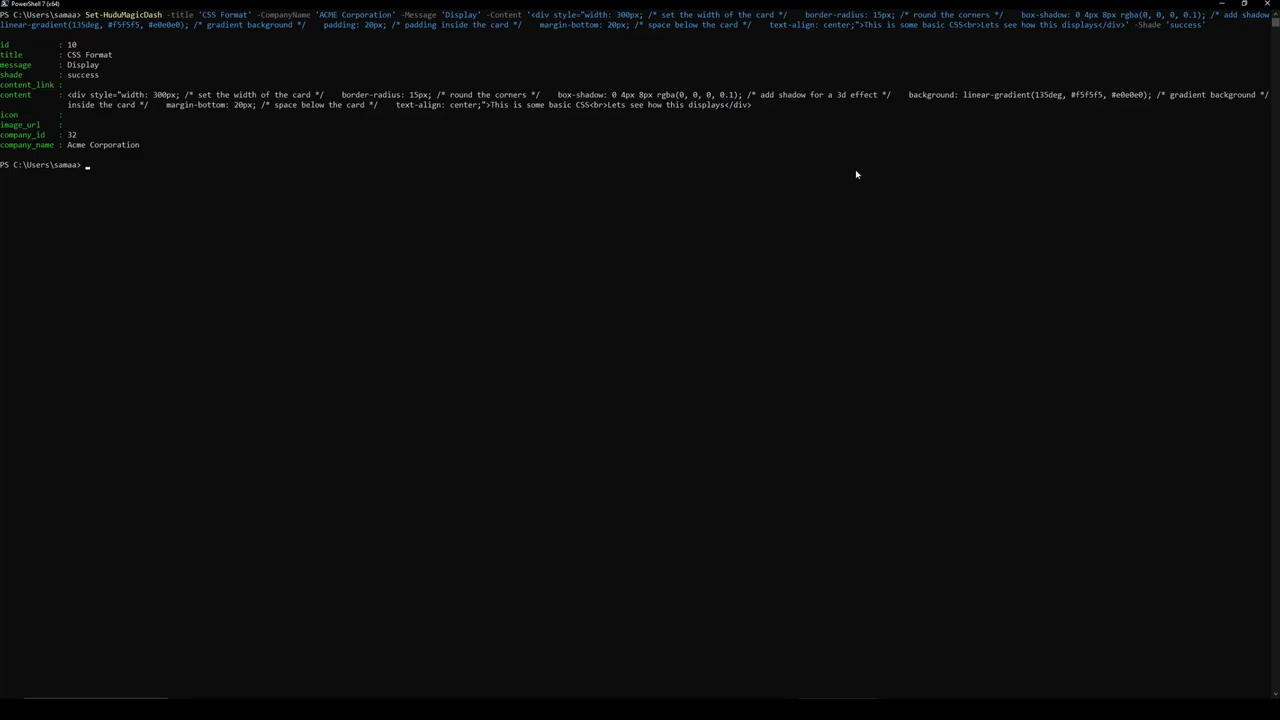 PowerShell 7 (x64)
PS C:\Users\samaa> Set-HuduMagicDash -title 'CSS Format' -CompanyName 'ACME Corporation' -Message 'Display' -Content '<div style="width: 300px; /* set the width of the card */    border-radius: 15px; /* round the corners */    box-shadow: 0 4px 8px rgba(0, 0, 0, 0.1); /* add shadow
linear-gradient(135deg, #f5f5f5, #e0e0e0); /* gradient background */    padding: 20px; /* padding inside the card */    margin-bottom: 20px; /* space below the card */    text-align: center;">This is some basic CSS<br>Lets see how this displays</div>' -Shade 'success'
id           : 10
title        : CSS Format
message      : Display
shade        : success
content_link :
content      : <div style="width: 300px; /* set the width of the card */    border-radius: 15px; /* round the corners */    box-shadow: 0 4px 8px rgba(0, 0, 0, 0.1); /* add shadow for a 3d effect */    background: linear-gradient(135deg, #f5f5f5, #e0e0e0); /* gradient background */
inside the card */    margin-bottom: 20px; /* space below the card */    text-align: center;">This is some basic CSS<br>Lets see how this displays</div>
icon         :
image_url    :
company_id   : 32
company_name : Acme Corporation
PS C:\Users\samaa>